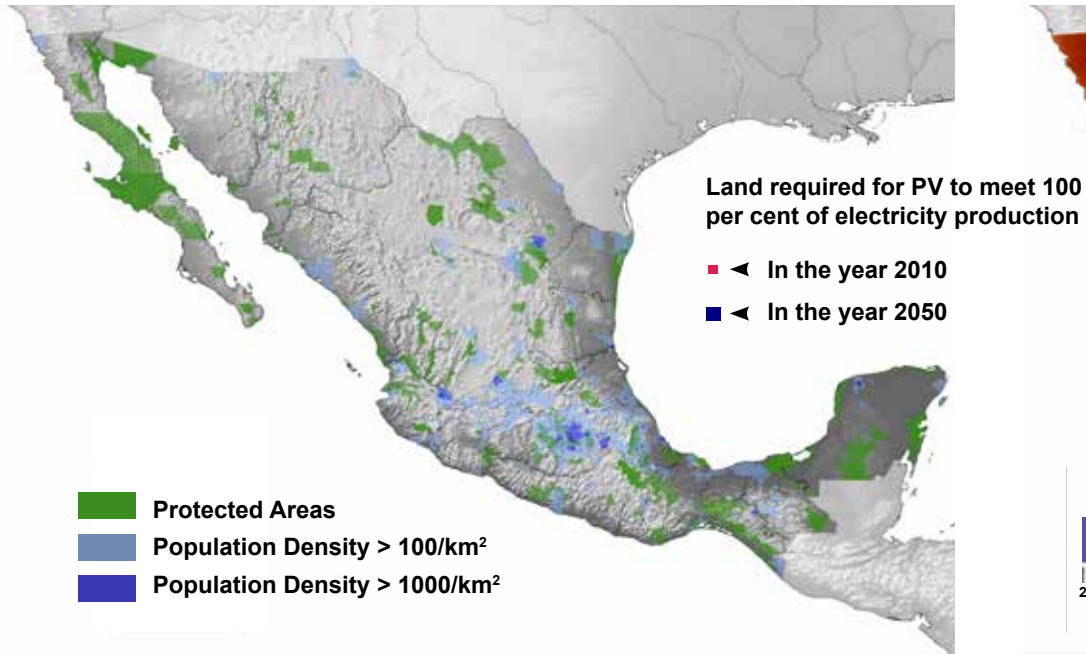 Land required for PV to meet 100
per cent of electricity production
In the year 2010
In the year 2050
Protected Areas
Population Density > 100/km²
Population Density > 1000/km²
2